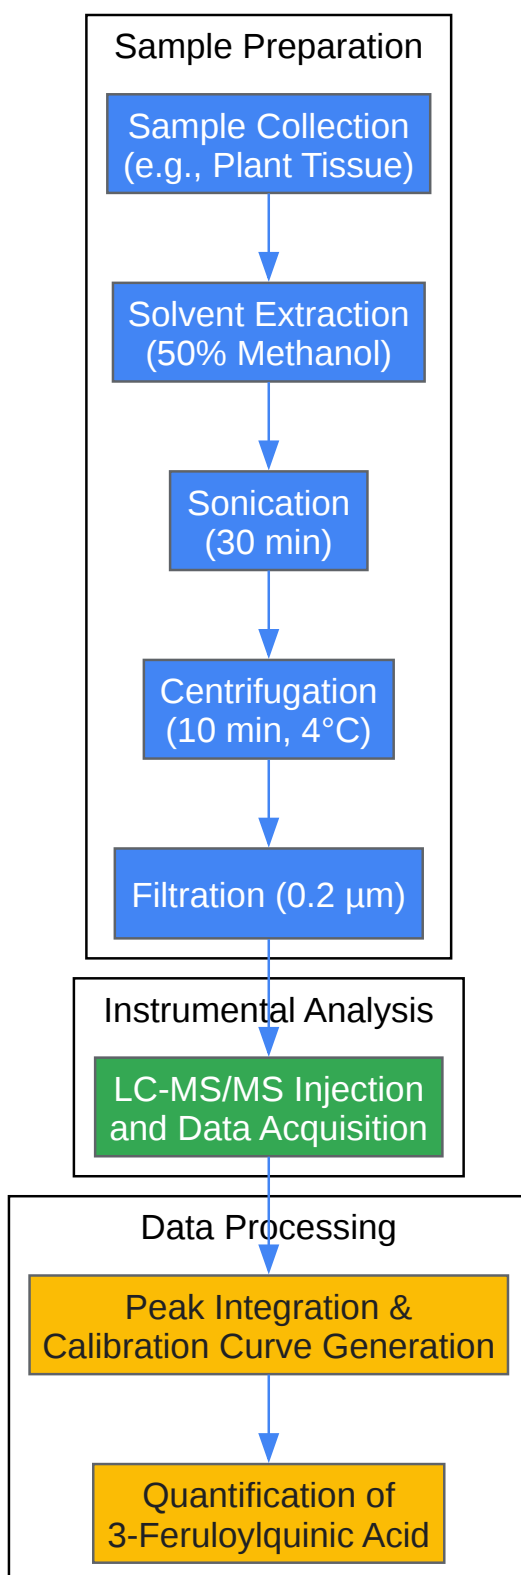 Sample Preparation
Sample Collection
(e.g., Plant Tissue)
Solvent Extraction
(50% Methanol)
Sonication
(30 min)
Centrifugation
(10 min, 4°C)
Filtration (0.2 µm)
Instrumental Analysis
LC-MS/MS Injection
and Data Acquisition
Data Processing
Peak Integration &
Calibration Curve Generation
Quantification of
3-Feruloylquinic Acid